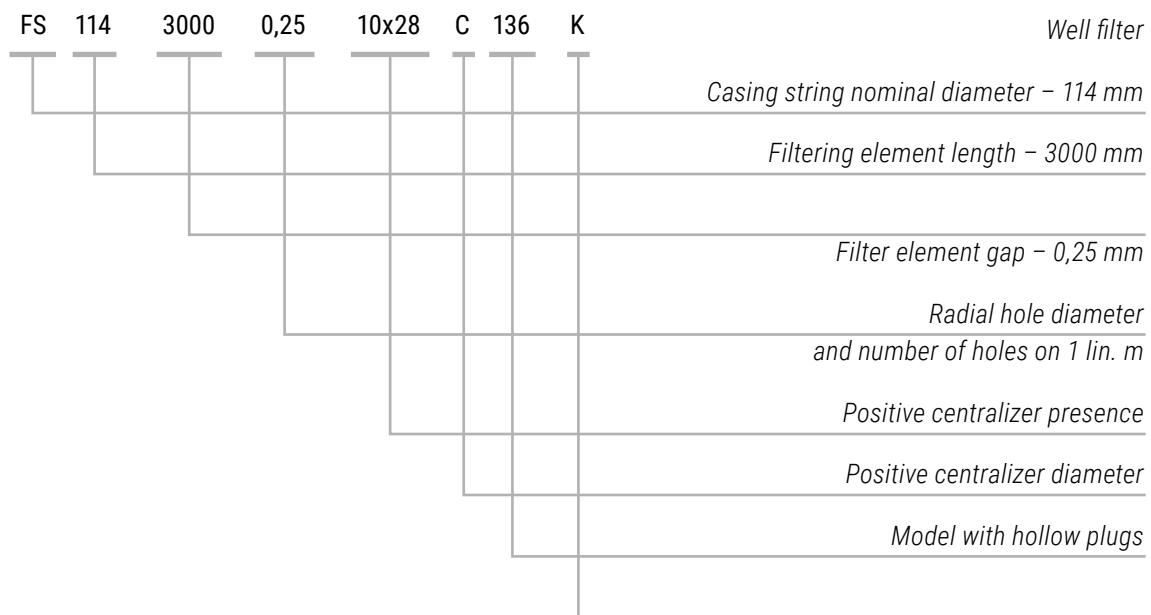 FS 114 3000 0,25 10x28 C 136 K
Well filter
Casing string nominal diameter – 114 mm
Filtering element length – 3000 mm
Filter element gap – 0,25 mm
Radial hole diameter
and number of holes on 1 lin. m
Positive centralizer presence
Positive centralizer diameter
Model with hollow plugs